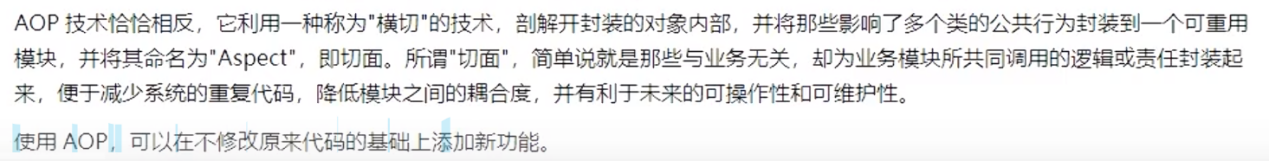 AOP 技术恰恰相反，它利用一种称为"横切"的技术，剖解开封装的对象内部，并将那些影响了多个类的公共行为封装到一个可重用
模块，并将其命名为"Aspect"，即切面。所谓"切面"，简单说就是那些与业务无关，却为业务模块所共同调用的逻辑或责任封装起
来，便于减少系统的重复代码，降低模块之间的耦合度，并有利于未来的可操作性和可维护性。
使用 AOP，可以在不修改原来代码的基础上添加新功能。